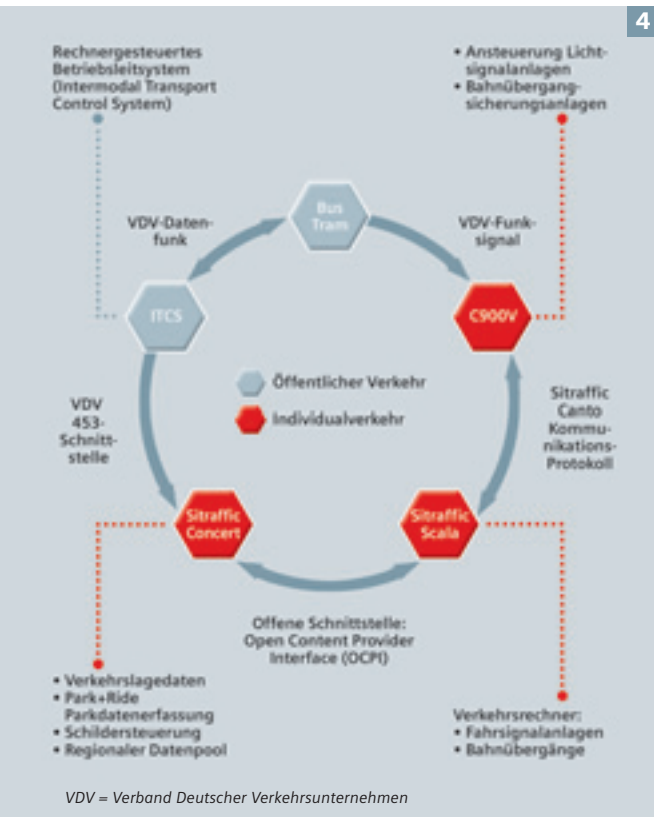 4
Rechnergesteuertes
Betriebsleitsystem
(Intermodal Transport
Control System)
• Ansteuerung Licht-
signalanlagen
• Bahnübergang-
sicherungsanlagen
Bus
Tram
VDV-Daten-
funk
VDV-Funk-
signal
ITCS
C900V
Öffentlicher Verkehr
Individualverkehr
VDV
453-
Schnitt-
stelle
Sitraffic
Canto
Kommu-
nikations-
Protokoll
Sitraffic
Concert
Sitraffic
Scala
Offene Schnittstelle:
Open Content Provider
Interface (OCPI)
• Verkehrslagedaten
• Park+Ride
Parkdatenerfassung
• Schildersteuerung
• Regionaler Datenpool
Verkehrsrechner:
• Fahrsignalanlagen
• Bahnübergänge
VDV = Verband Deutscher Verkehrsunternehmen